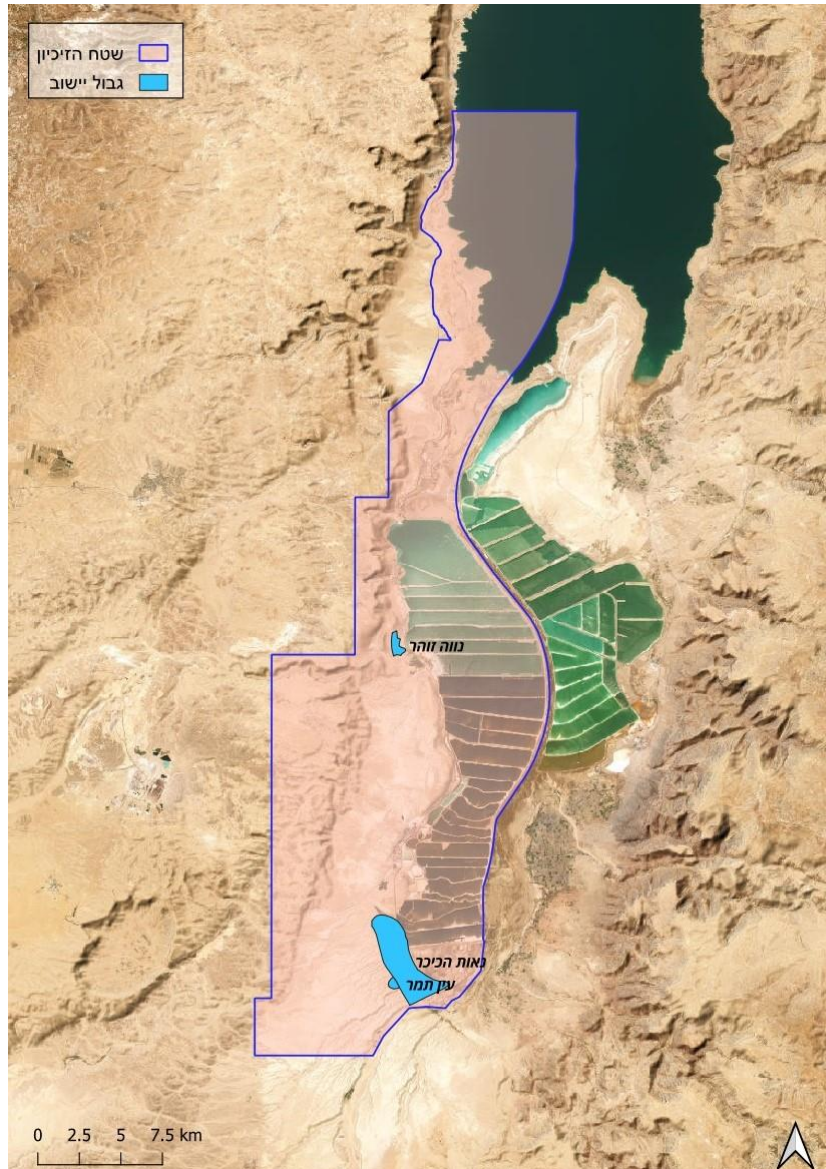 שטח הזיכיון
גבול יישוב
נווה זוהר
נאות הכיכר
עין תמר
0 2.5 5 7.5 km